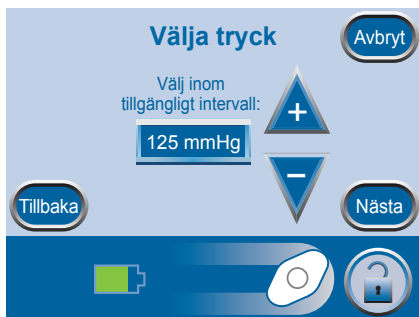 Välja tryck
Avbryt
Välj inom
tillgängligt intervall:
+
125 mmHg
−
Tillbaka
Nästa